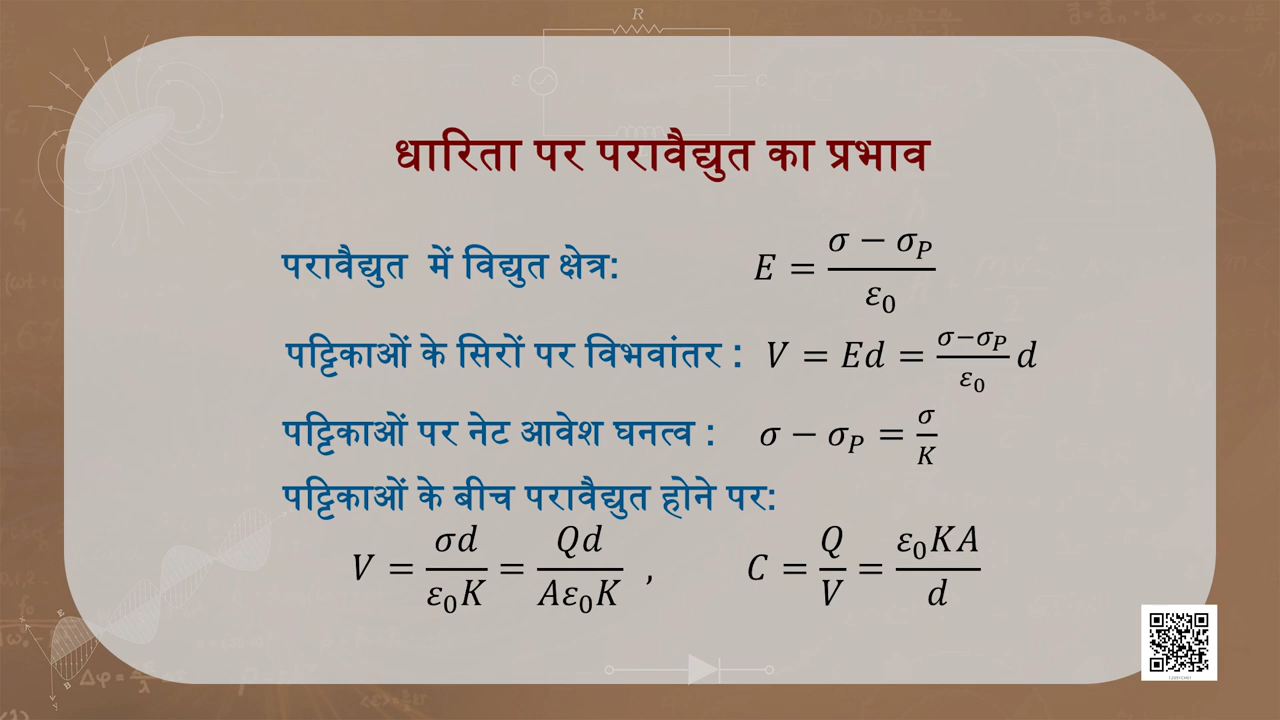 धारिता पर परावैद्युत का प्रभाव
परावैद्युत में विद्युत क्षेत्र: E = (σ − σ_P)/ε₀
पट्टिकाओं के सिरों पर विभवांतर : V = Ed = (σ−σ_P)/ε₀ d
पट्टिकाओं पर नेट आवेश घनत्व : σ − σ_P = σ/K
पट्टिकाओं के बीच परावैद्युत होने पर:
V = σd/ε₀K = Qd/Aε₀K , C = Q/V = ε₀KA/d